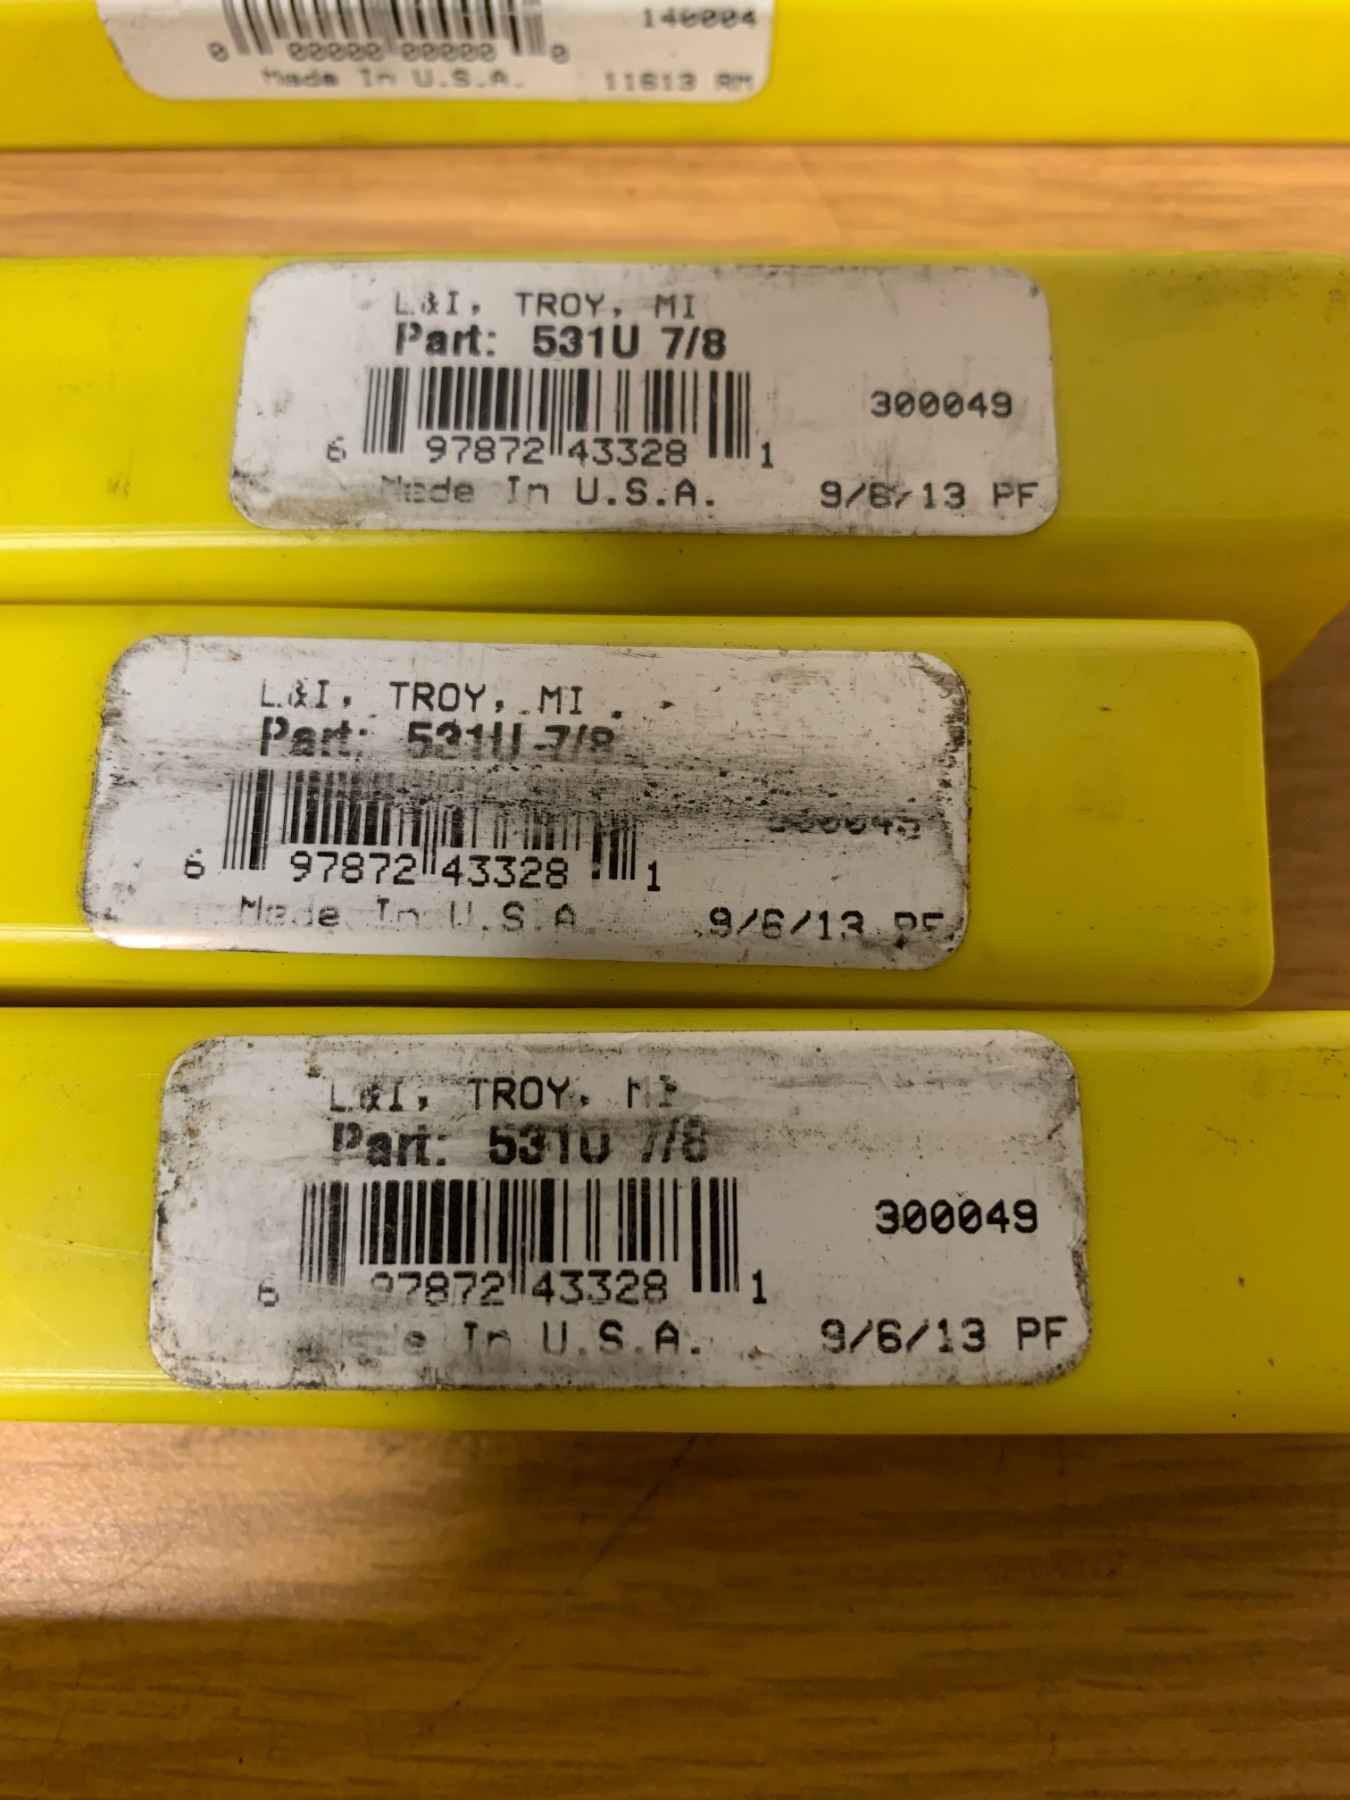 140004
0 00000 00000 0
Made In U.S.A. 11613 RM
L&I, TROY, MI
Part: 531U 7/8
300049
6 97872 43328 1
Made In U.S.A. 9/6/13 PF
L&I, TROY, MI
Part: 531U 7/8
300049
6 97872 43328 1
Made In U.S.A. 9/6/13 PF
L&I, TROY, MI
Part: 531U 7/8
300049
6 97872 43328 1
Made In U.S.A. 9/6/13 PF